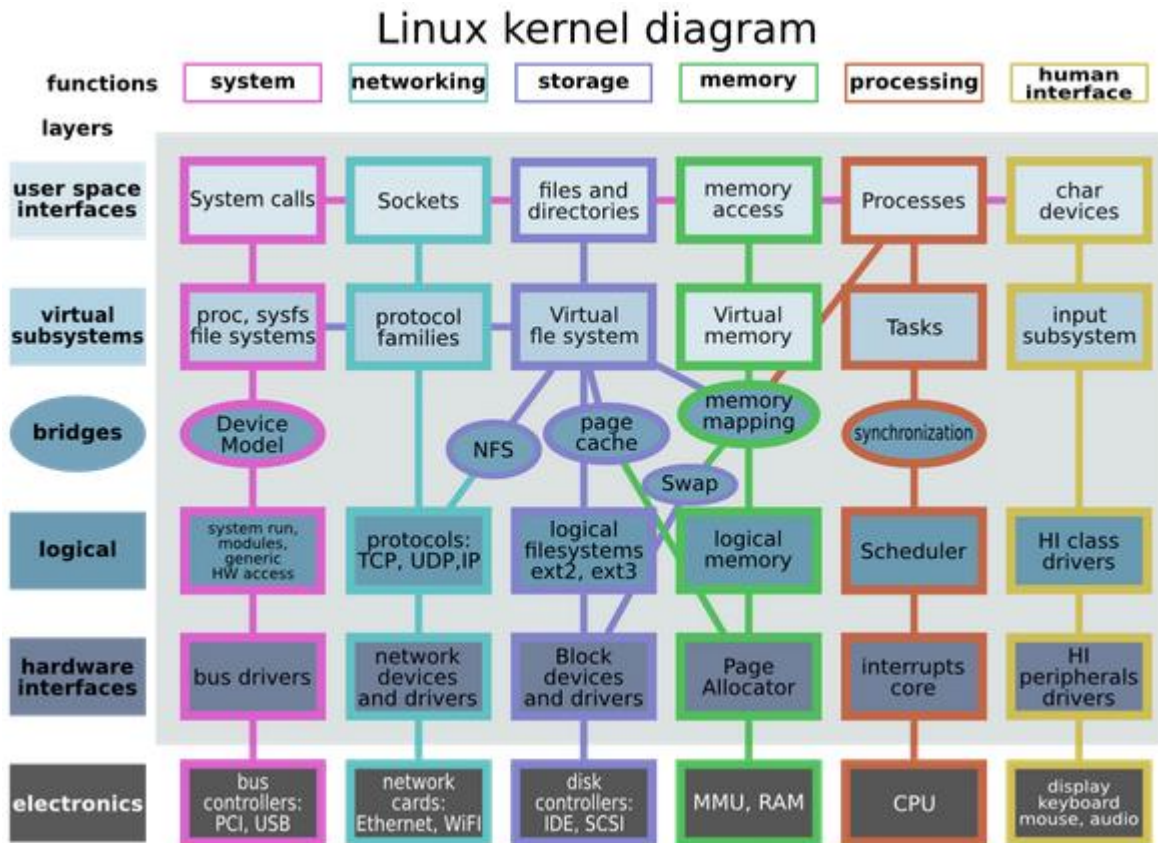 Linux kernel diagram
functions
system
networking
storage
memory
processing
human
interface
layers
user space
interfaces
System calls
Sockets
files and
directories
memory
access
Processes
char
devices
virtual
subsystems
proc, sysfs
file systems
protocol
families
Virtual
fle system
Virtual
memory
Tasks
input
subsystem
bridges
Device
Model
NFS
page
cache
memory
mapping
synchronization
Swap
logical
system run,
modules,
generic
HW access
protocols:
TCP, UDP,IP
logical
filesystems
ext2, ext3
logical
memory
Scheduler
HI class
drivers
hardware
interfaces
bus drivers
network
devices
and drivers
Block
devices
and drivers
Page
Allocator
interrupts
core
HI
peripherals
drivers
electronics
bus
controllers:
PCI, USB
network
cards:
Ethernet, WiFi
disk
controllers:
IDE, SCSI
MMU, RAM
CPU
display
keyboard
mouse, audio